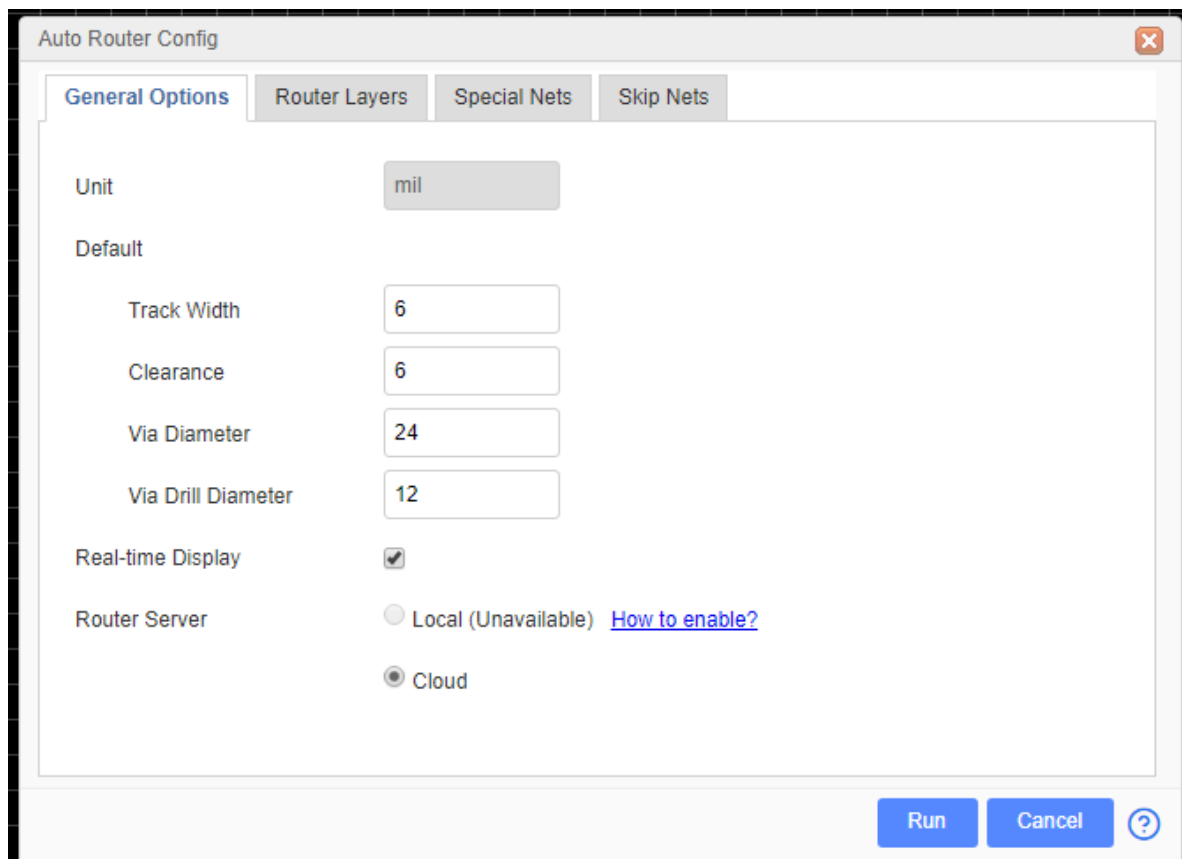 Auto Router Config
General Options Router Layers Special Nets Skip Nets
Unit mil
Default
Track Width 6
Clearance 6
Via Diameter 24
Via Drill Diameter 12
Real-time Display
Router Server Local (Unavailable) How to enable?
Cloud
Run Cancel ?